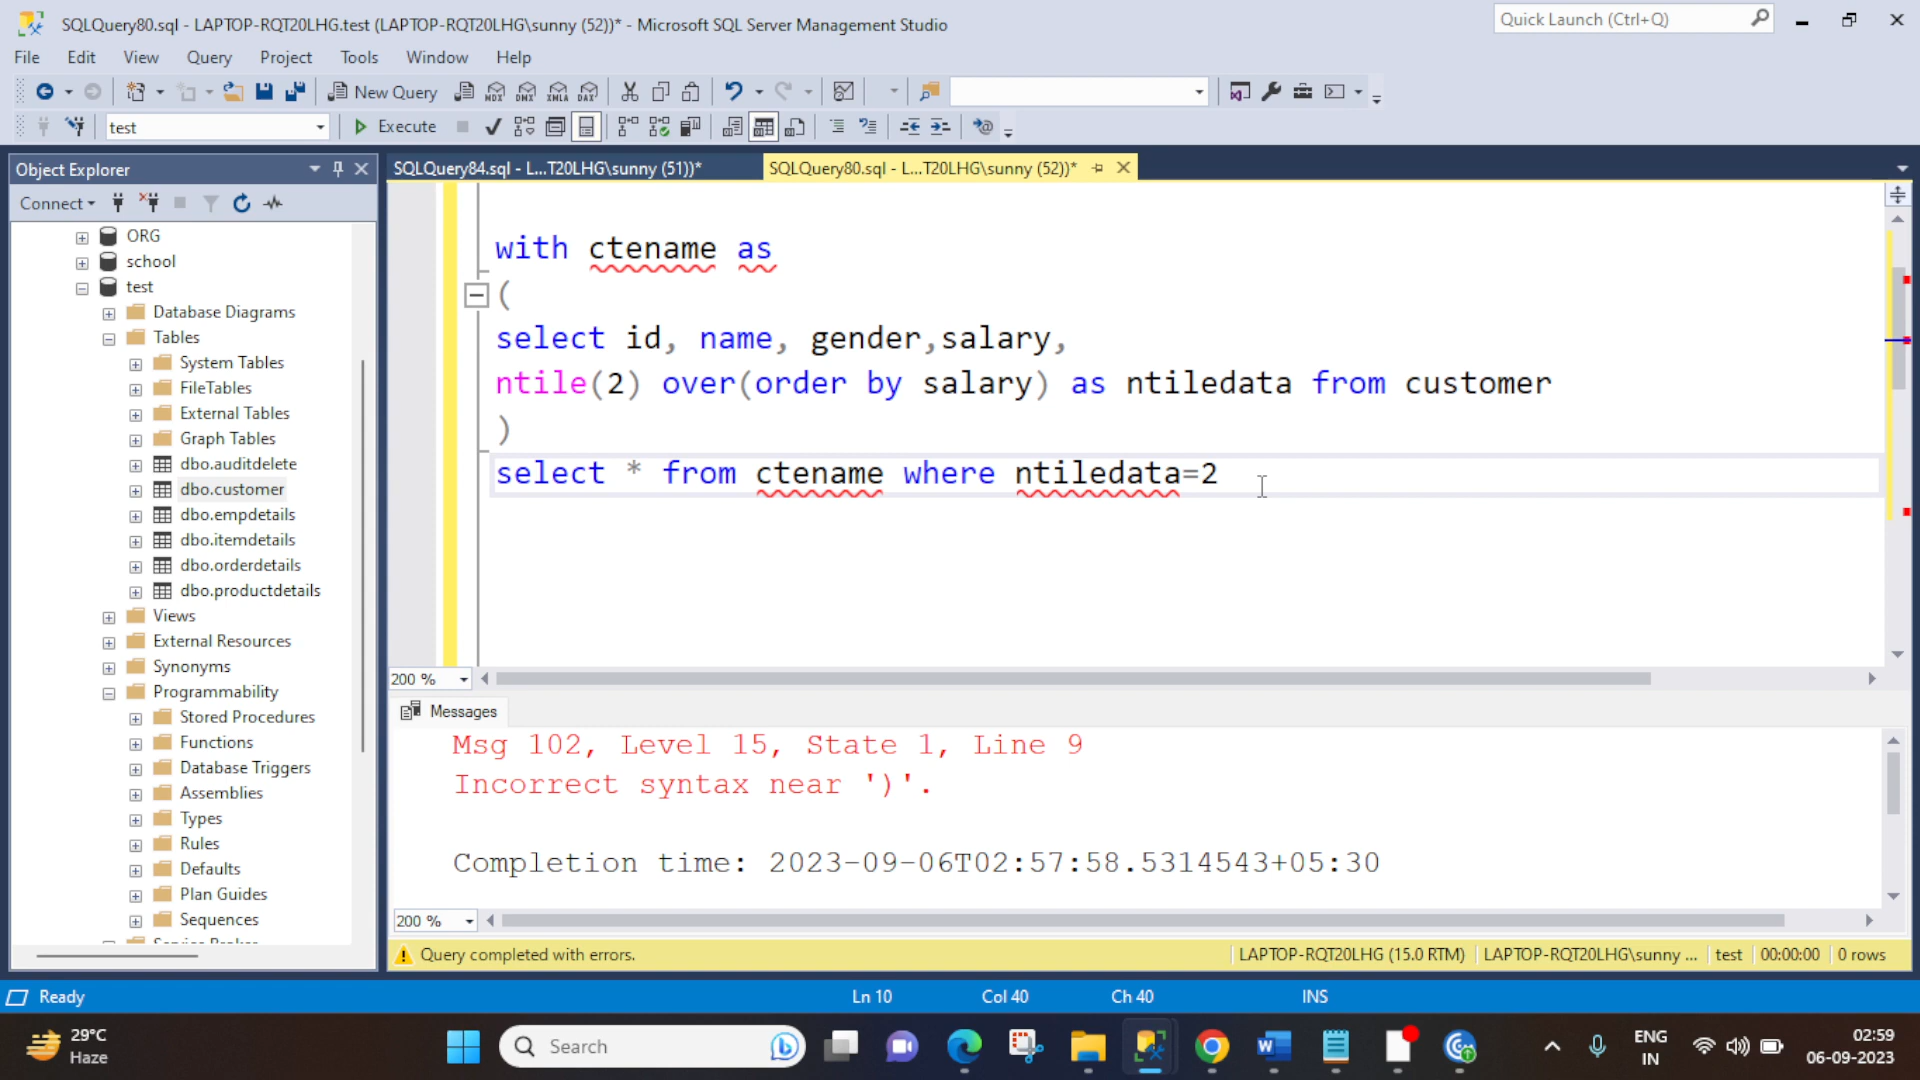 SQLQuery80.sql - LAPTOP-RQT20LHG.test (LAPTOP-RQT20LHG\sunny (52))* - Microsoft SQL Server Management Studio
Quick Launch (Ctrl+Q)
File Edit View Query Project Tools Window Help
New Query MDX DMX XMLA DAX
test Execute
Object Explorer
SQLQuery84.sql - L...T20LHG\sunny (51))* SQLQuery80.sql - L...T20LHG\sunny (52))*
Connect
ORG
school
test
Database Diagrams
Tables
System Tables
FileTables
External Tables
Graph Tables
dbo.auditdelete
dbo.customer
dbo.empdetails
dbo.itemdetails
dbo.orderdetails
dbo.productdetails
Views
External Resources
Synonyms
Programmability
Stored Procedures
Functions
Database Triggers
Assemblies
Types
Rules
Defaults
Plan Guides
Sequences
with ctename as
(
select id, name, gender,salary,
ntile(2) over(order by salary) as ntiledata from customer
)
select * from ctename where ntiledata=2
200 %
Messages
Msg 102, Level 15, State 1, Line 9
Incorrect syntax near ')'.
Completion time: 2023-09-06T02:57:58.5314543+05:30
200 %
Query completed with errors. LAPTOP-RQT20LHG (15.0 RTM) LAPTOP-RQT20LHG\sunny ... test 00:00:00 0 rows
Ready Ln 10 Col 40 Ch 40 INS
29°C
Haze
Search
ENG
IN
02:59
06-09-2023